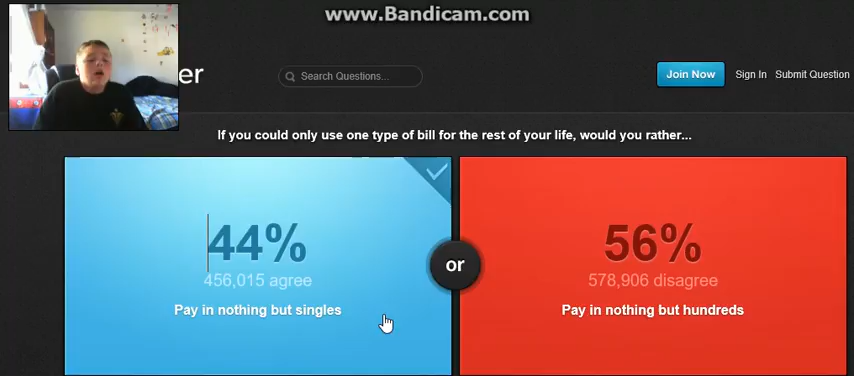 www.Bandicam.com
er
Search Questions...
Join Now
Sign In
Submit Question
If you could only use one type of bill for the rest of your life, would you rather...
44%
456,015 agree
Pay in nothing but singles
or
56%
578,906 disagree
Pay in nothing but hundreds